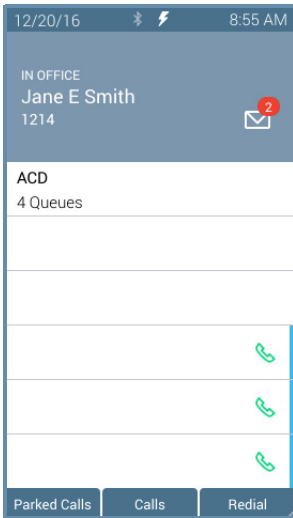 12/20/16 8:55 AM
IN OFFICE
Jane E Smith
1214
2
ACD
4 Queues
Parked Calls Calls Redial